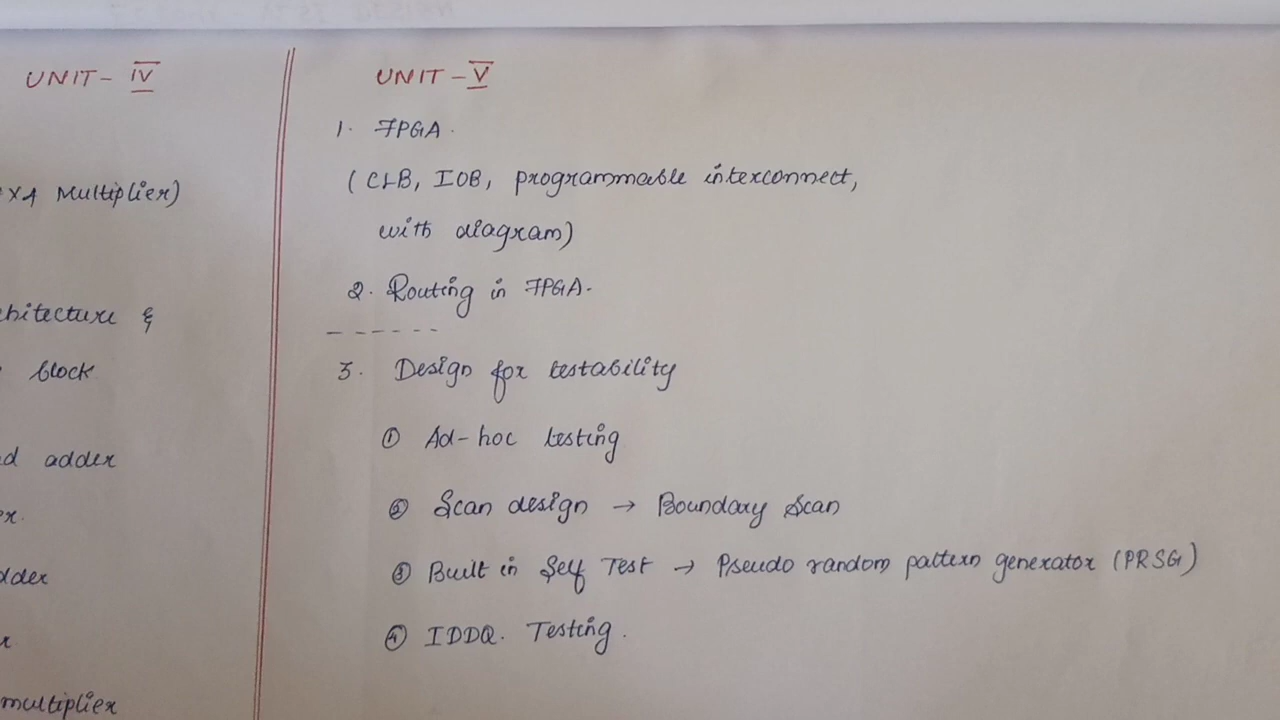 UNIT - IV
x4 Multiplier)
hitecture &
block
d adder
r.
dder
r
multiplier
UNIT - V
1. FPGA.
(CLB, IOB, programmable interconnect,
with diagram)
2. Routing in FPGA.
------
3. Design for testability
① Ad-hoc testing
② Scan design → Boundary Scan
③ Built in Self Test → Pseudo random pattern generator (PRSG)
④ IDDQ. Testing.